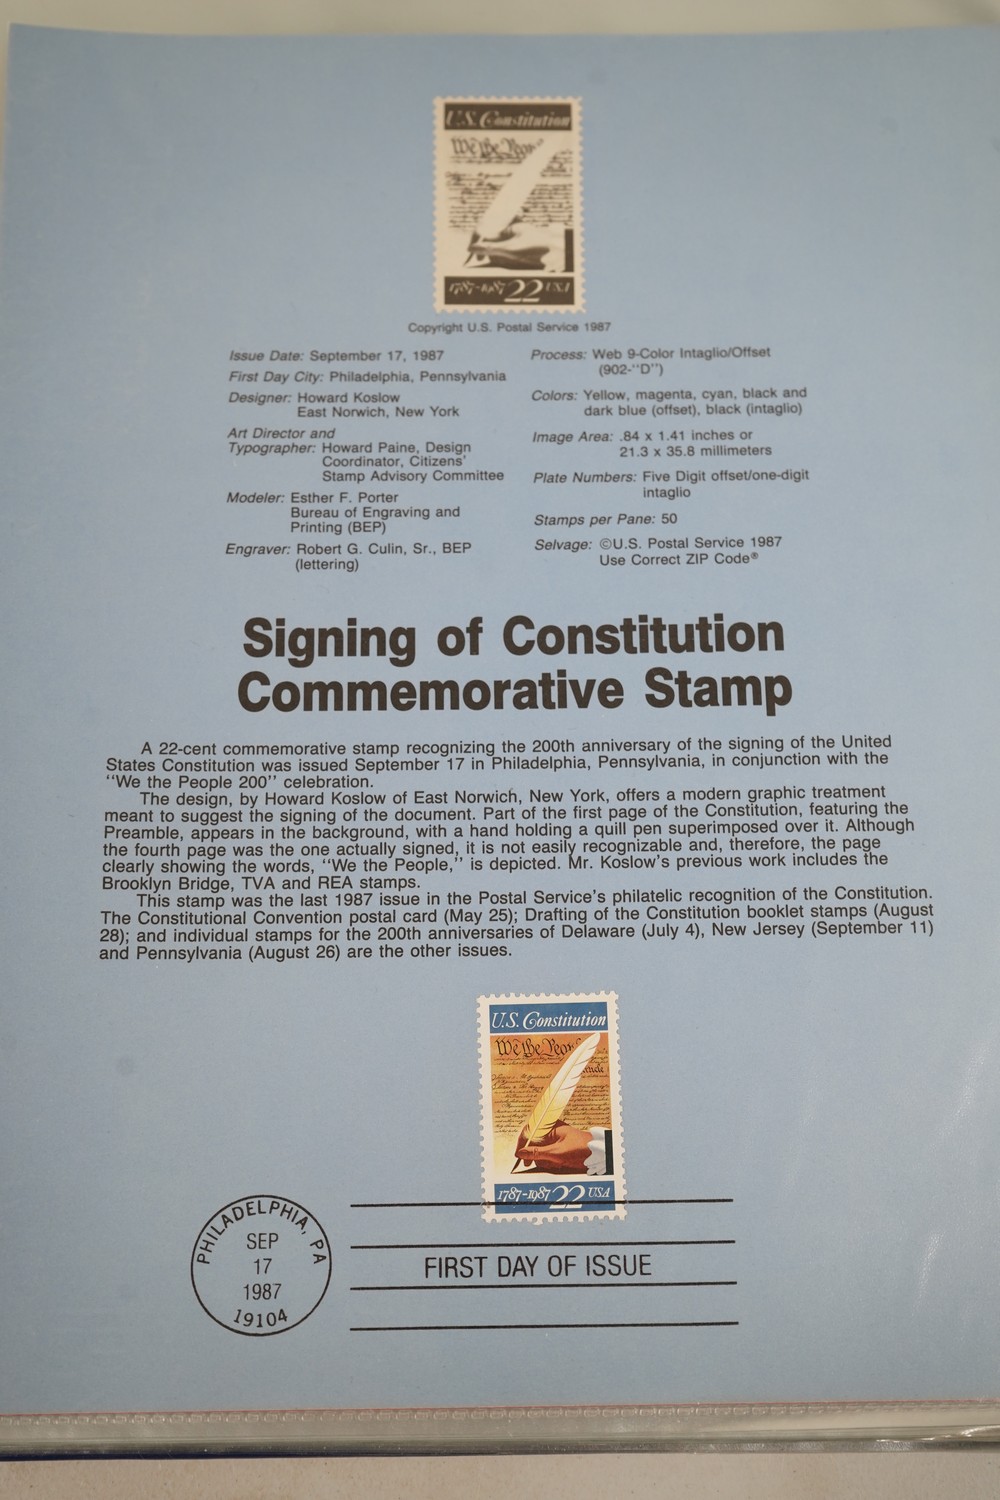 U.S. Constitution
We the People
1787-1987 22 USA
Copyright U.S. Postal Service 1987
Issue Date: September 17, 1987
First Day City: Philadelphia, Pennsylvania
Designer: Howard Koslow
East Norwich, New York
Art Director and
Typographer: Howard Paine, Design
Coordinator, Citizens'
Stamp Advisory Committee
Modeler: Esther F. Porter
Bureau of Engraving and
Printing (BEP)
Engraver: Robert G. Culin, Sr., BEP
(lettering)
Process: Web 9-Color Intaglio/Offset
(902-"D")
Colors: Yellow, magenta, cyan, black and
dark blue (offset), black (intaglio)
Image Area: .84 x 1.41 inches or
21.3 x 35.8 millimeters
Plate Numbers: Five Digit offset/one-digit
intaglio
Stamps per Pane: 50
Selvage: ©U.S. Postal Service 1987
Use Correct ZIP Code®
Signing of Constitution
Commemorative Stamp
A 22-cent commemorative stamp recognizing the 200th anniversary of the signing of the United
States Constitution was issued September 17 in Philadelphia, Pennsylvania, in conjunction with the
"We the People 200" celebration.
The design, by Howard Koslow of East Norwich, New York, offers a modern graphic treatment
meant to suggest the signing of the document. Part of the first page of the Constitution, featuring the
Preamble, appears in the background, with a hand holding a quill pen superimposed over it. Although
the fourth page was the one actually signed, it is not easily recognizable and, therefore, the page
clearly showing the words, "We the People," is depicted. Mr. Koslow's previous work includes the
Brooklyn Bridge, TVA and REA stamps.
This stamp was the last 1987 issue in the Postal Service's philatelic recognition of the Constitution.
The Constitutional Convention postal card (May 25); Drafting of the Constitution booklet stamps (August
28); and individual stamps for the 200th anniversaries of Delaware (July 4), New Jersey (September 11)
and Pennsylvania (August 26) are the other issues.
U.S. Constitution
We the Peop
1787-1987 22 USA
PHILADELPHIA, PA
SEP
17
1987
19104
FIRST DAY OF ISSUE